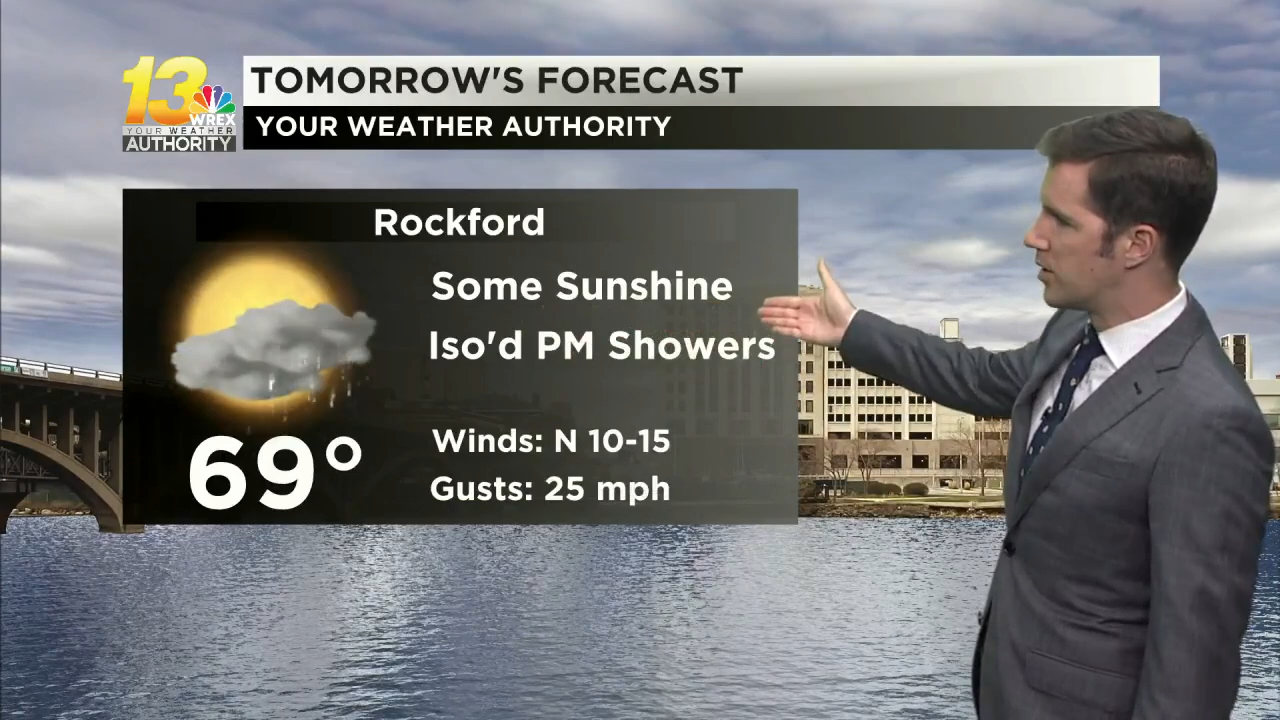 13
WREX
YOUR WEATHER
AUTHORITY
TOMORROW'S FORECAST
YOUR WEATHER AUTHORITY
Rockford
Some Sunshine
Iso'd PM Showers
69°
Winds: N 10-15
Gusts: 25 mph